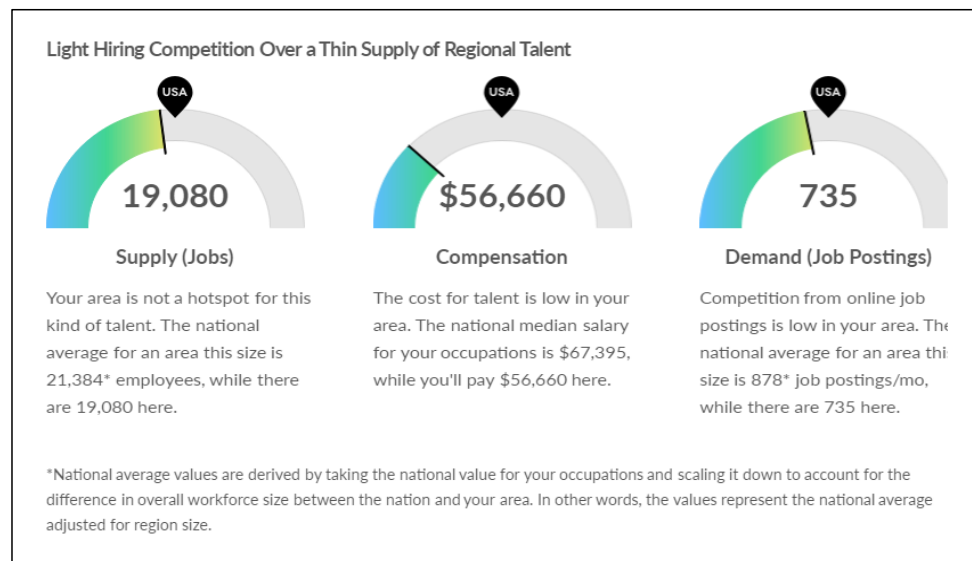 Light Hiring Competition Over a Thin Supply of Regional Talent
USA
19,080
Supply (Jobs)
Your area is not a hotspot for this
kind of talent. The national
average for an area this size is
21,384* employees, while there
are 19,080 here.
USA
$56,660
Compensation
The cost for talent is low in your
area. The national median salary
for your occupations is $67,395,
while you'll pay $56,660 here.
USA
735
Demand (Job Postings)
Competition from online job
postings is low in your area. The
national average for an area thi
size is 878* job postings/mo,
while there are 735 here.
*National average values are derived by taking the national value for your occupations and scaling it down to account for the
difference in overall workforce size between the nation and your area. In other words, the values represent the national average
adjusted for region size.